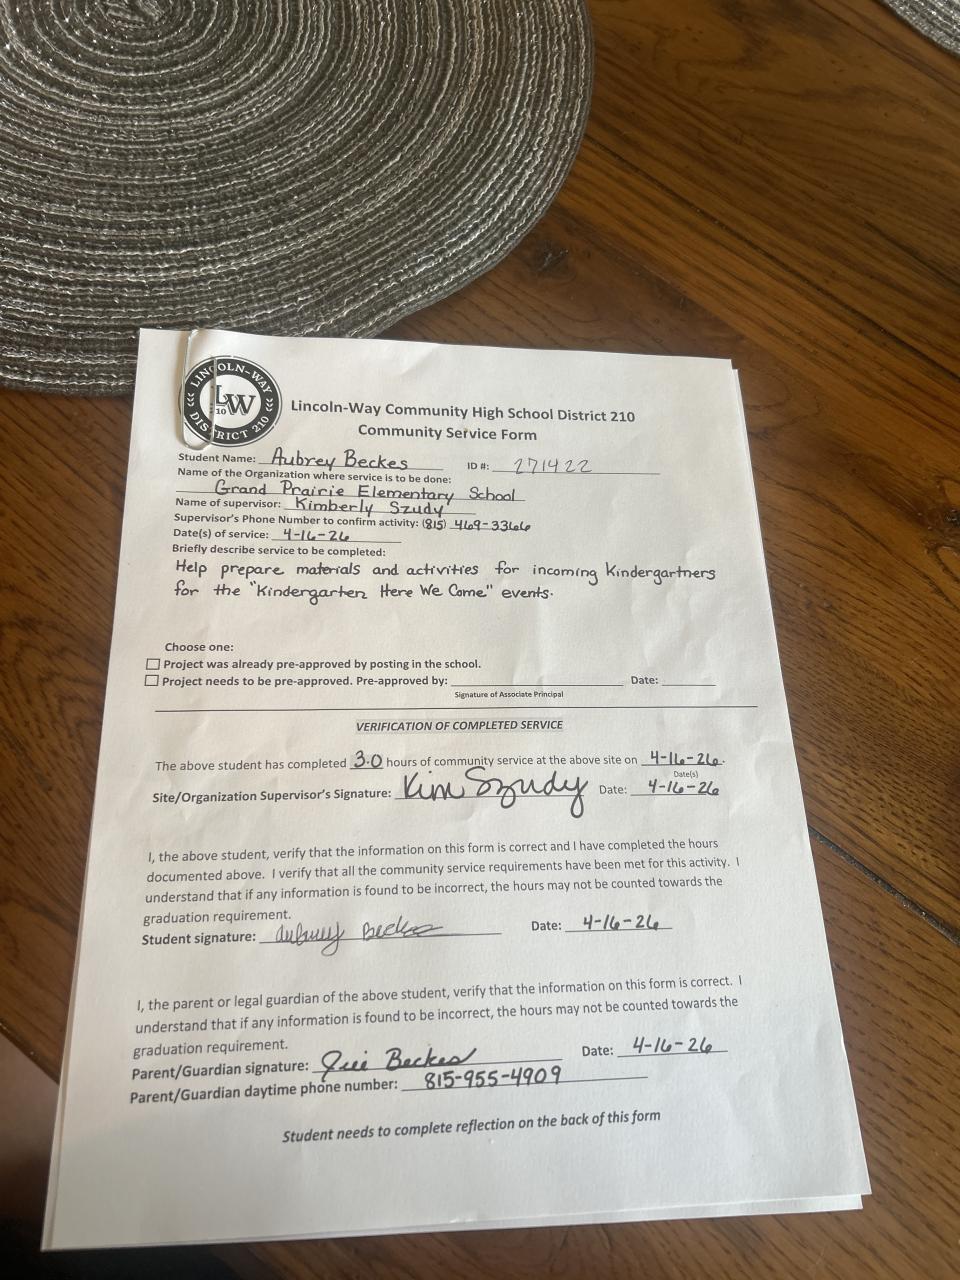 LINCOLN-WAY
LW
210
DISTRICT 210
Lincoln-Way Community High School District 210
Community Service Form
Student Name: Aubrey Beckes ID #: 271422
Name of the Organization where service is to be done:
Grand Prairie Elementary School
Name of supervisor: Kimberly Szudy
Supervisor's Phone Number to confirm activity: (815) 469-3366
Date(s) of service: 4-16-26
Briefly describe service to be completed:
Help prepare materials and activities for incoming Kindergartners
for the "Kindergarten Here We Come" events.
Choose one:
☐ Project was already pre-approved by posting in the school.
☐ Project needs to be pre-approved. Pre-approved by: Date:
Signature of Associate Principal
VERIFICATION OF COMPLETED SERVICE
The above student has completed 3.0 hours of community service at the above site on 4-16-26.
Date(s)
Site/Organization Supervisor's Signature: Kim Szudy Date: 4-16-26
I, the above student, verify that the information on this form is correct and I have completed the hours
documented above. I verify that all the community service requirements have been met for this activity. I
understand that if any information is found to be incorrect, the hours may not be counted towards the
graduation requirement.
Student signature: Aubrey Beckes Date: 4-16-26
I, the parent or legal guardian of the above student, verify that the information on this form is correct. I
understand that if any information is found to be incorrect, the hours may not be counted towards the
graduation requirement.
Parent/Guardian signature: Beckes Date: 4-16-26
Parent/Guardian daytime phone number: 815-955-4909
Student needs to complete reflection on the back of this form